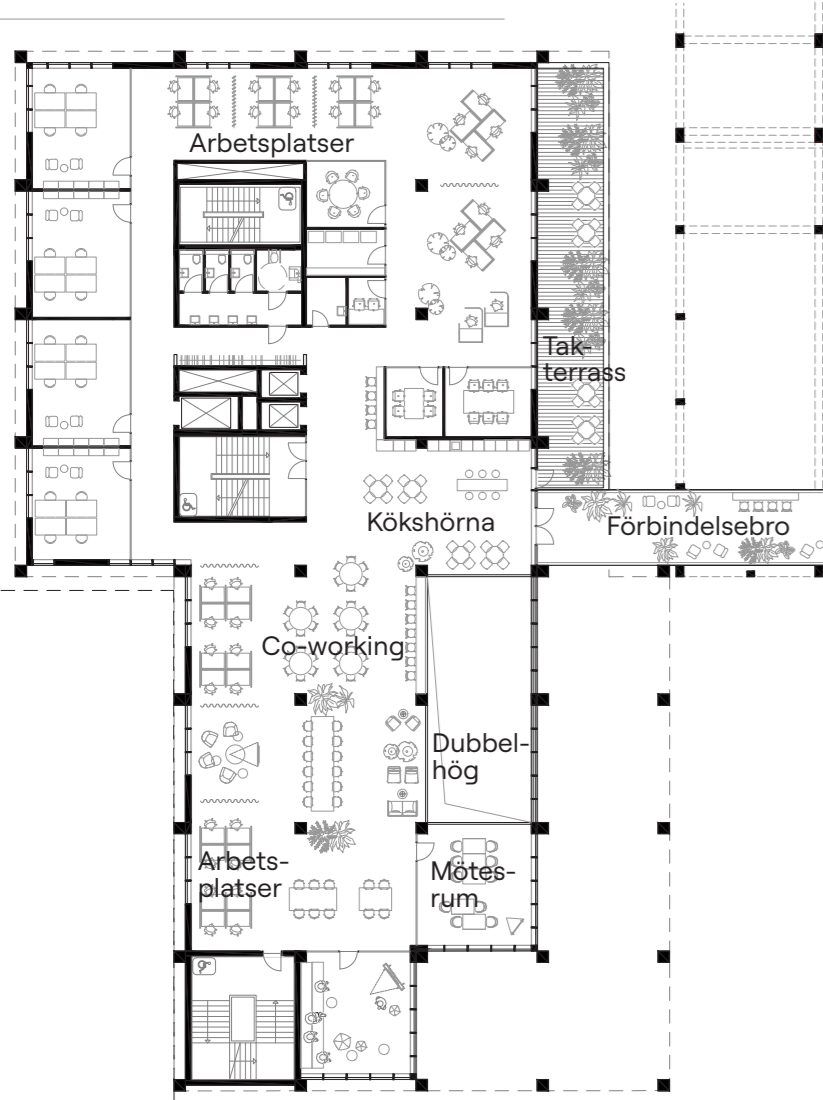 Arbetsplatser
Tak-
terrass
Kökshörna
Förbindelsebro
Co-working
Dubbel-
hög
Arbets-
platser
Mötes-
rum